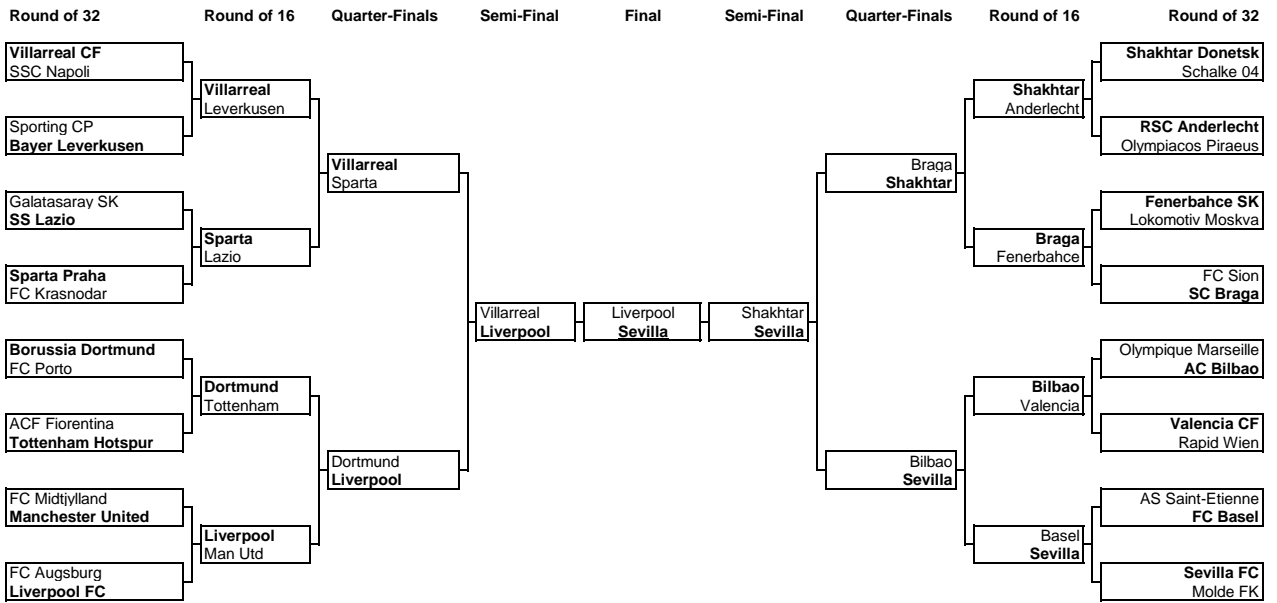 Round of 32 Round of 16 Quarter-Finals Semi-Final Final Semi-Final Quarter-Finals Round of 16 Round of 32
Villarreal CF
SSC Napoli
Sporting CP
Bayer Leverkusen
Galatasaray SK
SS Lazio
Sparta Praha
FC Krasnodar
Borussia Dortmund
FC Porto
ACF Fiorentina
Tottenham Hotspur
FC Midtjylland
Manchester United
FC Augsburg
Liverpool FC
Villarreal
Leverkusen
Sparta
Lazio
Dortmund
Tottenham
Liverpool
Man Utd
Villarreal
Sparta
Dortmund
Liverpool
Villarreal
Liverpool
Liverpool
Sevilla
Shakhtar
Sevilla
Braga
Shakhtar
Bilbao
Sevilla
Shakhtar
Anderlecht
Braga
Fenerbahce
Bilbao
Valencia
Basel
Sevilla
Shakhtar Donetsk
Schalke 04
RSC Anderlecht
Olympiacos Piraeus
Fenerbahce SK
Lokomotiv Moskva
FC Sion
SC Braga
Olympique Marseille
AC Bilbao
Valencia CF
Rapid Wien
AS Saint-Etienne
FC Basel
Sevilla FC
Molde FK